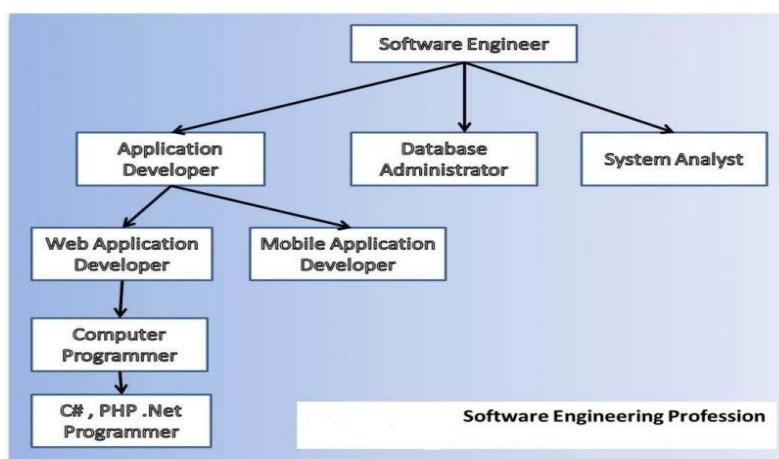 Software Engineer
Application
Developer
Database
Administrator
System Analyst
Web Application
Developer
Mobile Application
Developer
Computer
Programmer
C# , PHP .Net
Programmer
Software Engineering Profession